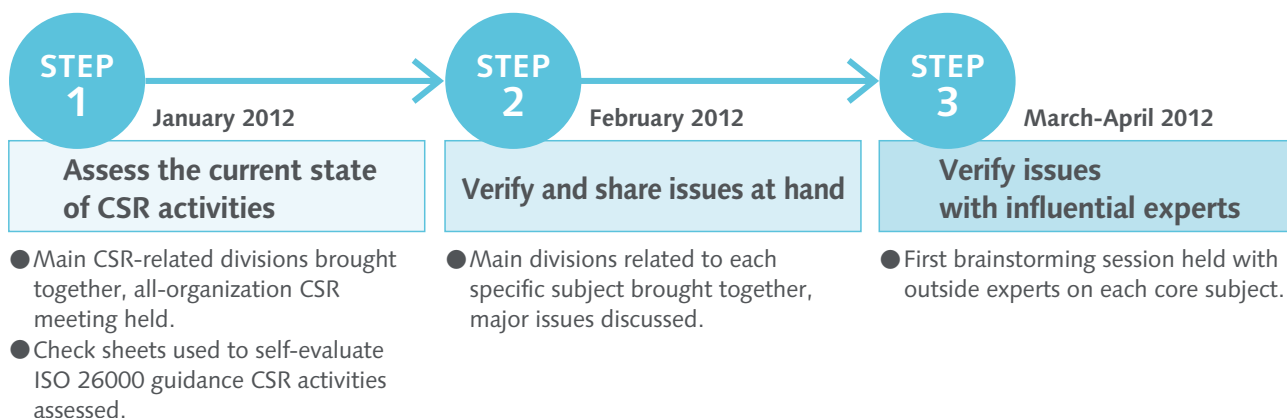 STEP
1
January 2012
Assess the current state
of CSR activities
● Main CSR-related divisions brought
together, all-organization CSR
meeting held.
● Check sheets used to self-evaluate
ISO 26000 guidance CSR activities
assessed.
STEP
2
February 2012
Verify and share issues at hand
● Main divisions related to each
specific subject brought together,
major issues discussed.
STEP
3
March-April 2012
Verify issues
with influential experts
● First brainstorming session held with
outside experts on each core subject.